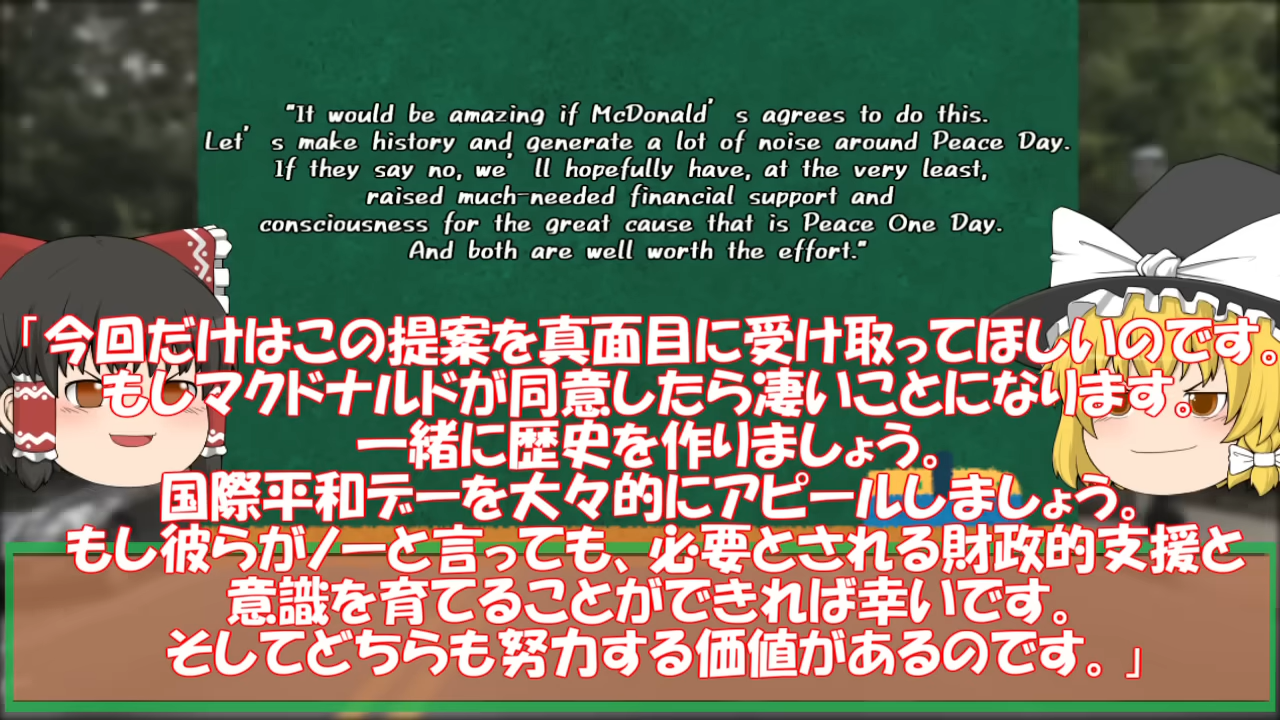 "It would be amazing if McDonald's agrees to do this.
Let's make history and generate a lot of noise around Peace Day.
If they say no, we'll hopefully have, at the very least,
raised much-needed financial support and
consciousness for the great cause that is Peace One Day.
And both are well worth the effort."
「今回だけはこの提案を真面目に受け取ってほしいのです。
もしマクドナルドが同意したら凄いことになります。
一緒に歴史を作りましょう。
国際平和デーを大々的にアピールしましょう。
もし彼らがノーと言っても、必要とされる財政的支援と
意識を育てることができれば幸いです。
そしてどちらも努力する価値があるのです。」